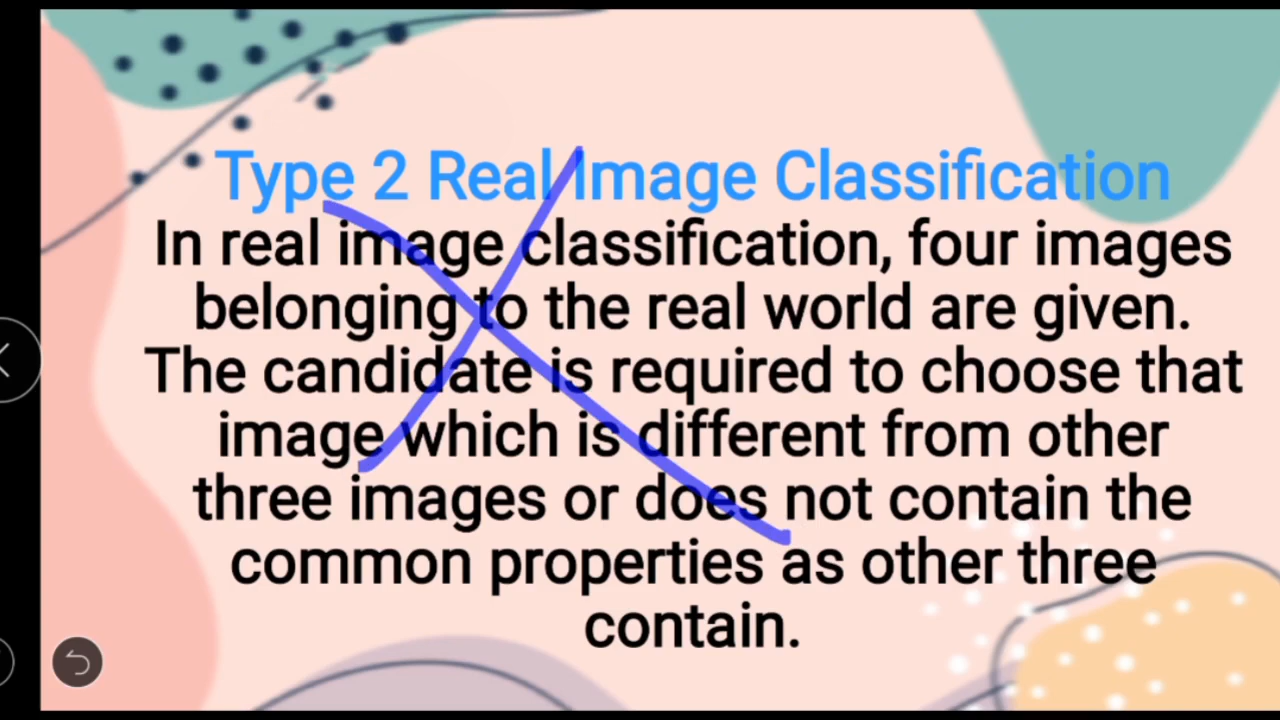 Type 2 Real Image Classification
In real image classification, four images
belonging to the real world are given.
The candidate is required to choose that
image which is different from other
three images or does not contain the
common properties as other three
contain.